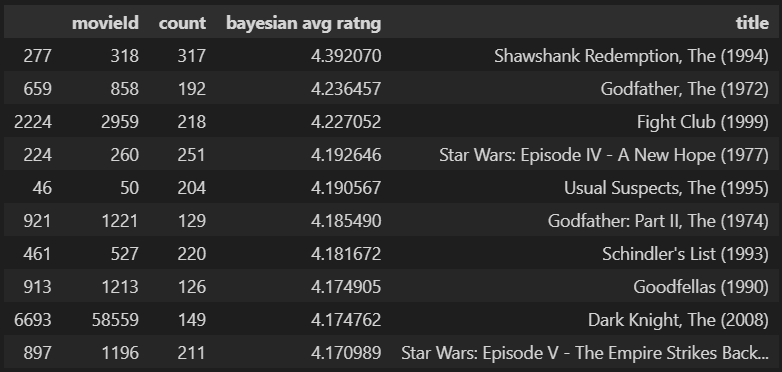 movieId count bayesian avg ratng title
277 318 317 4.392070 Shawshank Redemption, The (1994)
659 858 192 4.236457 Godfather, The (1972)
2224 2959 218 4.227052 Fight Club (1999)
224 260 251 4.192646 Star Wars: Episode IV - A New Hope (1977)
46 50 204 4.190567 Usual Suspects, The (1995)
921 1221 129 4.185490 Godfather: Part II, The (1974)
461 527 220 4.181672 Schindler's List (1993)
913 1213 126 4.174905 Goodfellas (1990)
6693 58559 149 4.174762 Dark Knight, The (2008)
897 1196 211 4.170989 Star Wars: Episode V - The Empire Strikes Back...